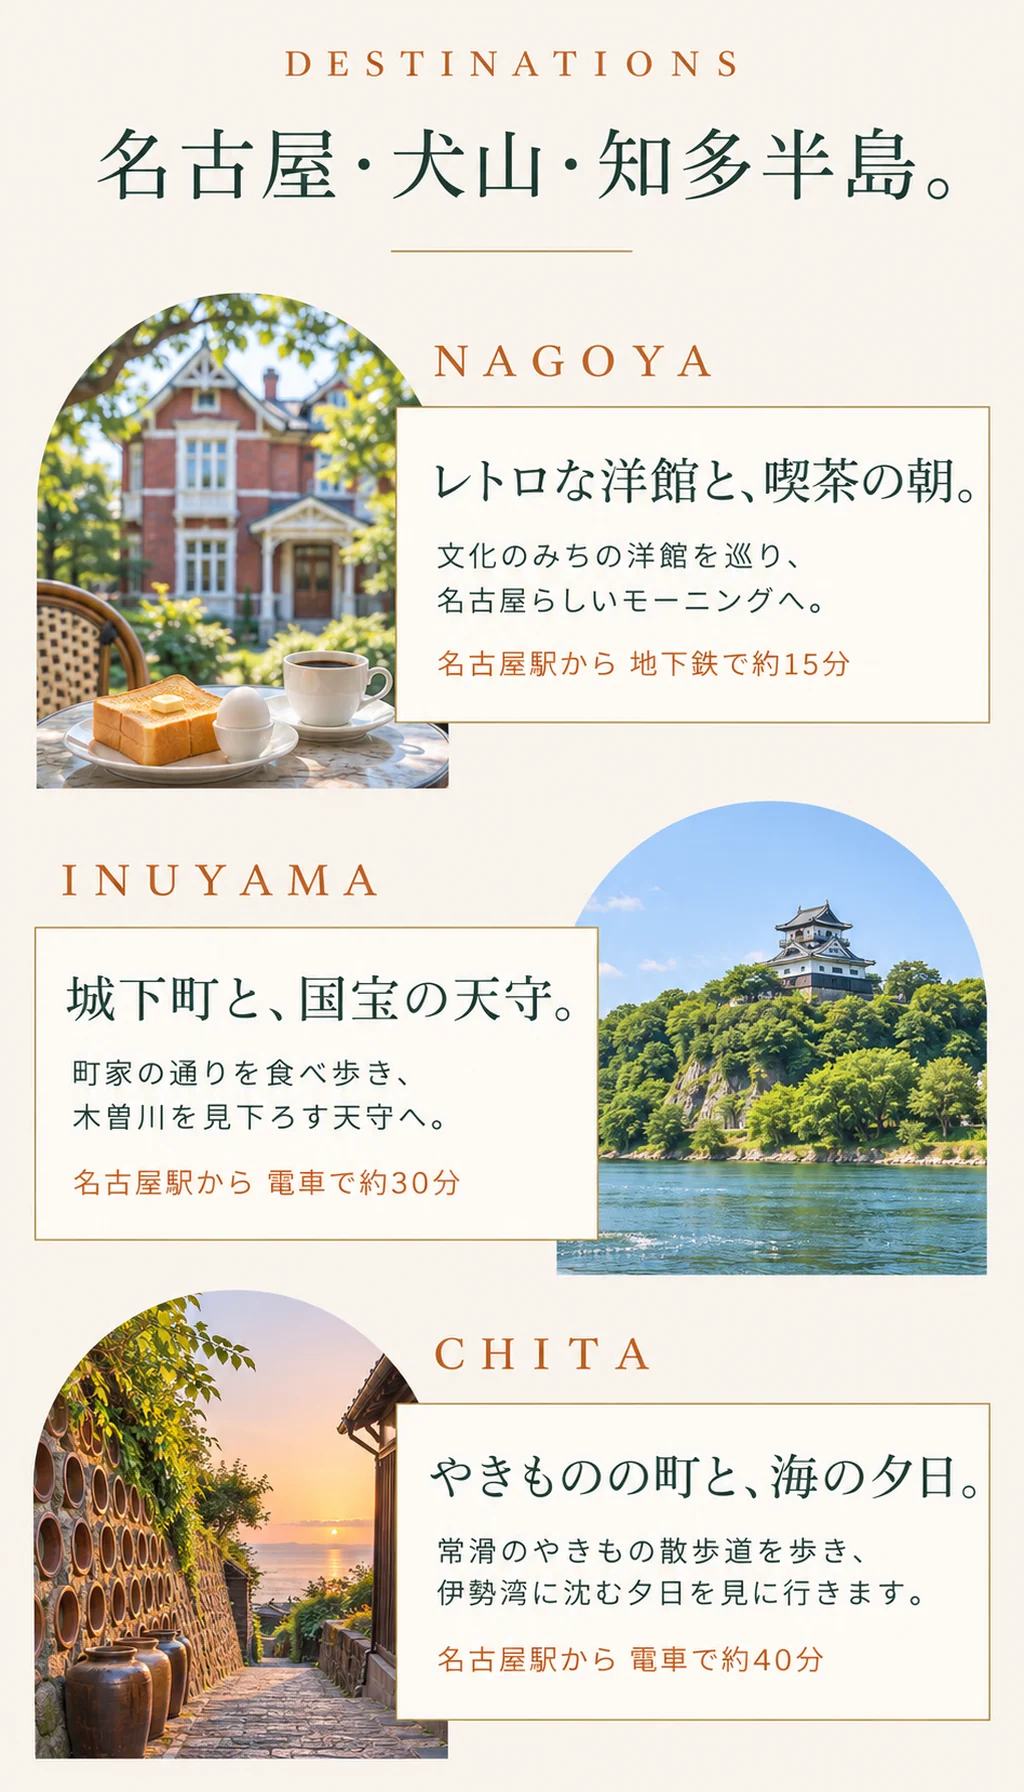 DESTINATIONS
名古屋・犬山・知多半島。
NAGOYA
レトロな洋館と、喫茶の朝。
文化のみちの洋館を巡り、
名古屋らしいモーニングへ。
名古屋駅から 地下鉄で約15分
INUYAMA
城下町と、国宝の天守。
町家の通りを食べ歩き、
木曽川を見下ろす天守へ。
名古屋駅から 電車で約30分
CHITA
やきものの町と、海の夕日。
常滑のやきもの散歩道を歩き、
伊勢湾に沈む夕日を見に行きます。
名古屋駅から 電車で約40分